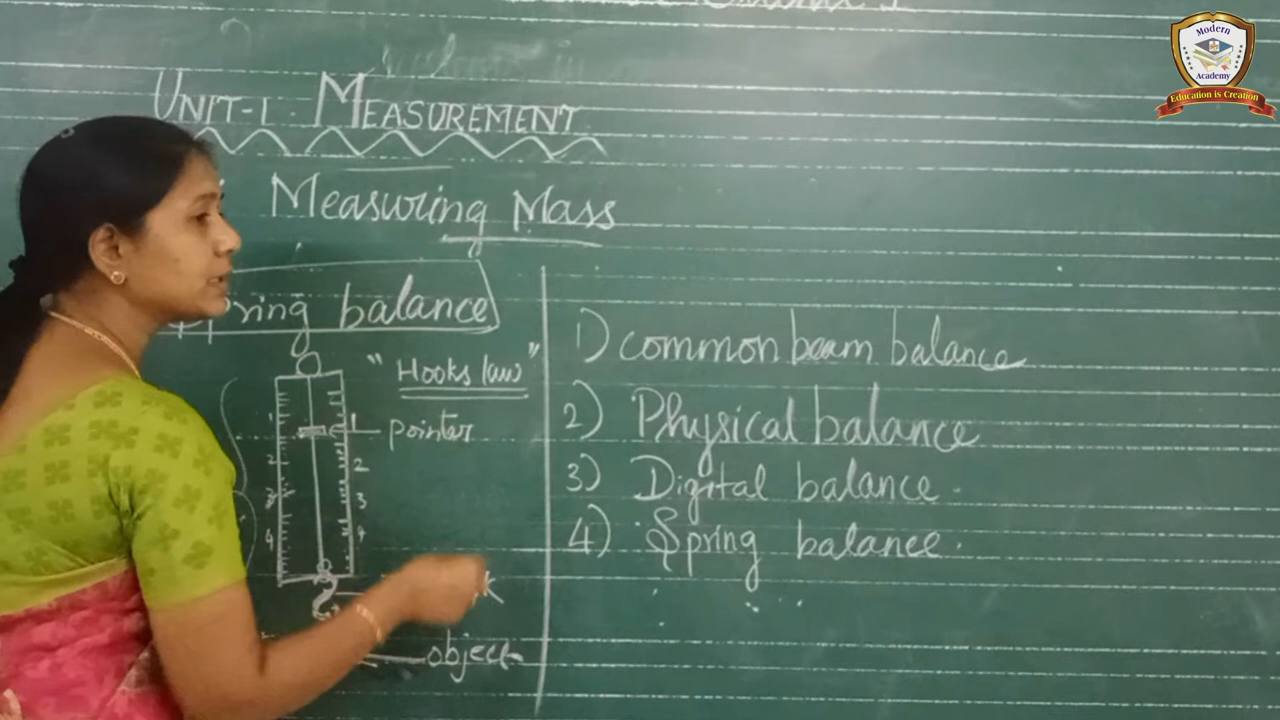 UNIT-1. MEASUREMENT
Measuring Mass
Spring balance
"Hooks law"
pointer
1 1
2 2
3 3
4 4
object
1) common beam balance
2) Physical balance
3) Digital balance.
4) Spring balance.
Modern
Academy
Education is Creation